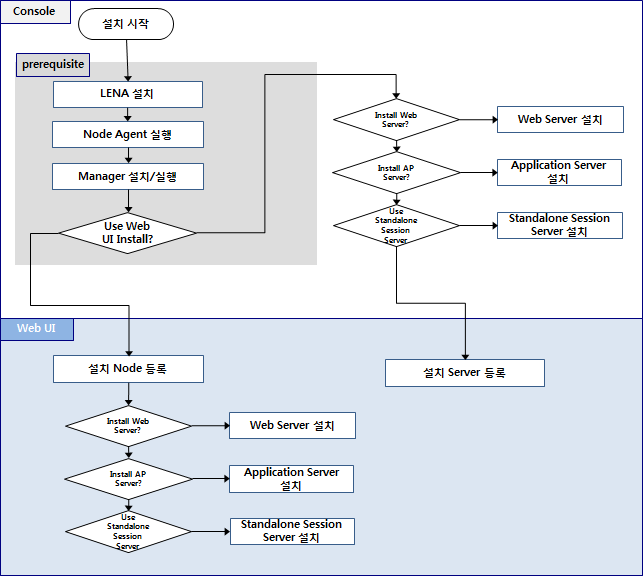 Console
설치 시작
prerequisite
LENA 설치
Node Agent 실행
Manager 설치/실행
Use Web
UI Install?
Install Web
Server?
Web Server 설치
Install AP
Server?
Application Server
설치
Use
Standalone
Session
Server
Standalone Session
Server 설치
Web UI
설치 Node 등록
설치 Server 등록
Install Web
Server?
Web Server 설치
Install AP
Server?
Application Server
설치
Use
Standalone
Session
Server
Standalone Session
Server 설치